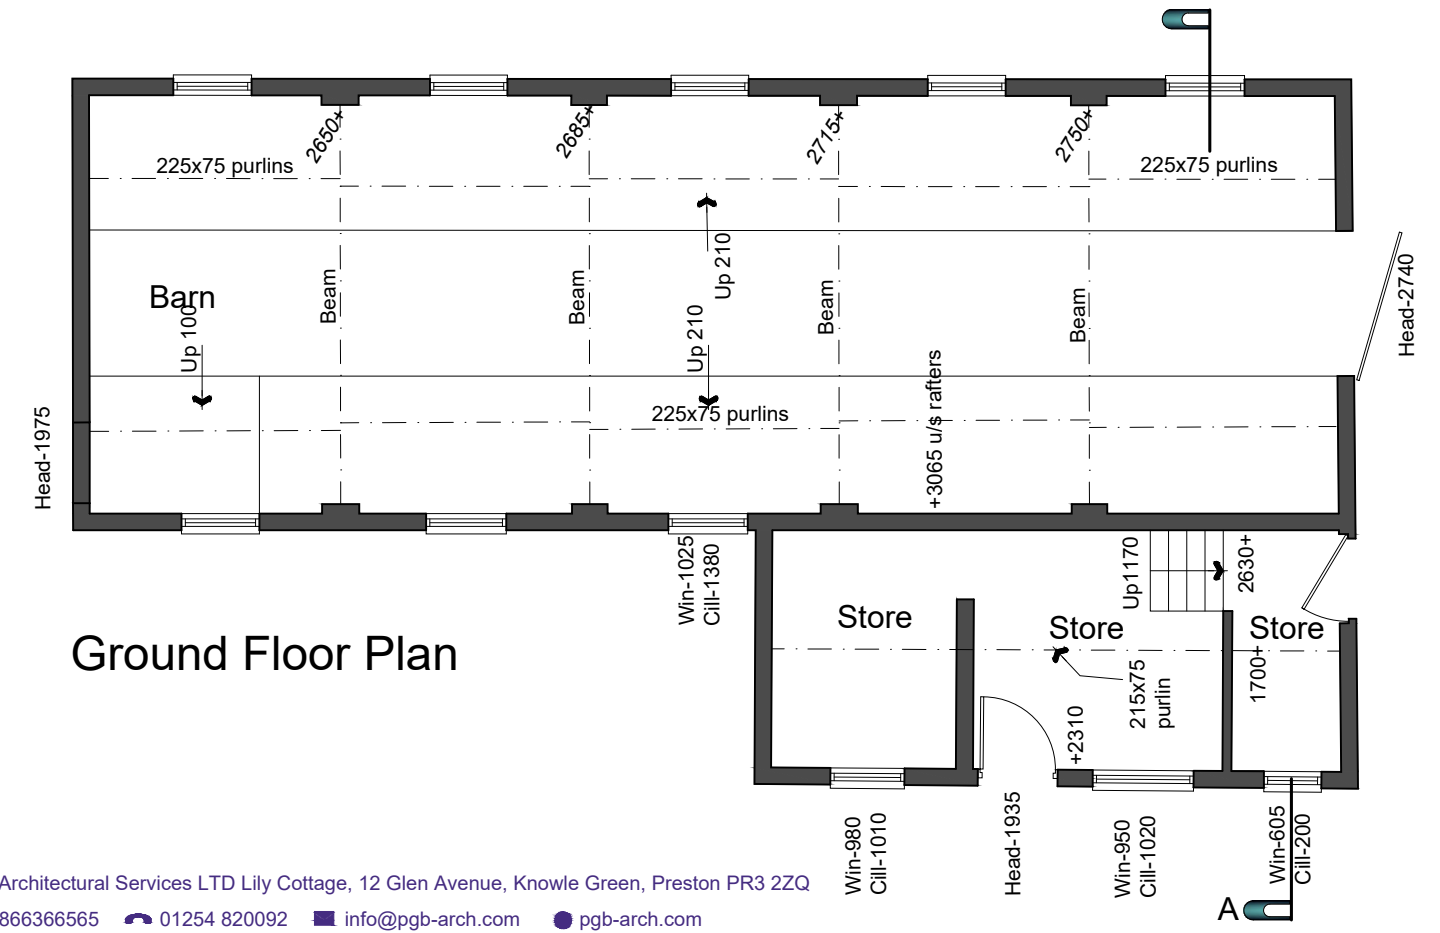 2650+
2685+
2715+
2750+
225x75 purlins
225x75 purlins
Barn
Up 100
Beam
Beam
Up 210
Up 210
Beam
Beam
Head-2740
225x75 purlins
+3065 u/s rafters
Head-1975
Win-1025
Cill-1380
Up1170
2630+
Store
Store
Store
1700+
215x75
purlin
+2310
Ground Floor Plan
Win-980
Cill-1010
Head-1935
Win-950
Cill-1020
Win-605
Cill-200
A
Architectural Services LTD Lily Cottage, 12 Glen Avenue, Knowle Green, Preston PR3 2ZQ
866366565 01254 820092 info@pgb-arch.com pgb-arch.com